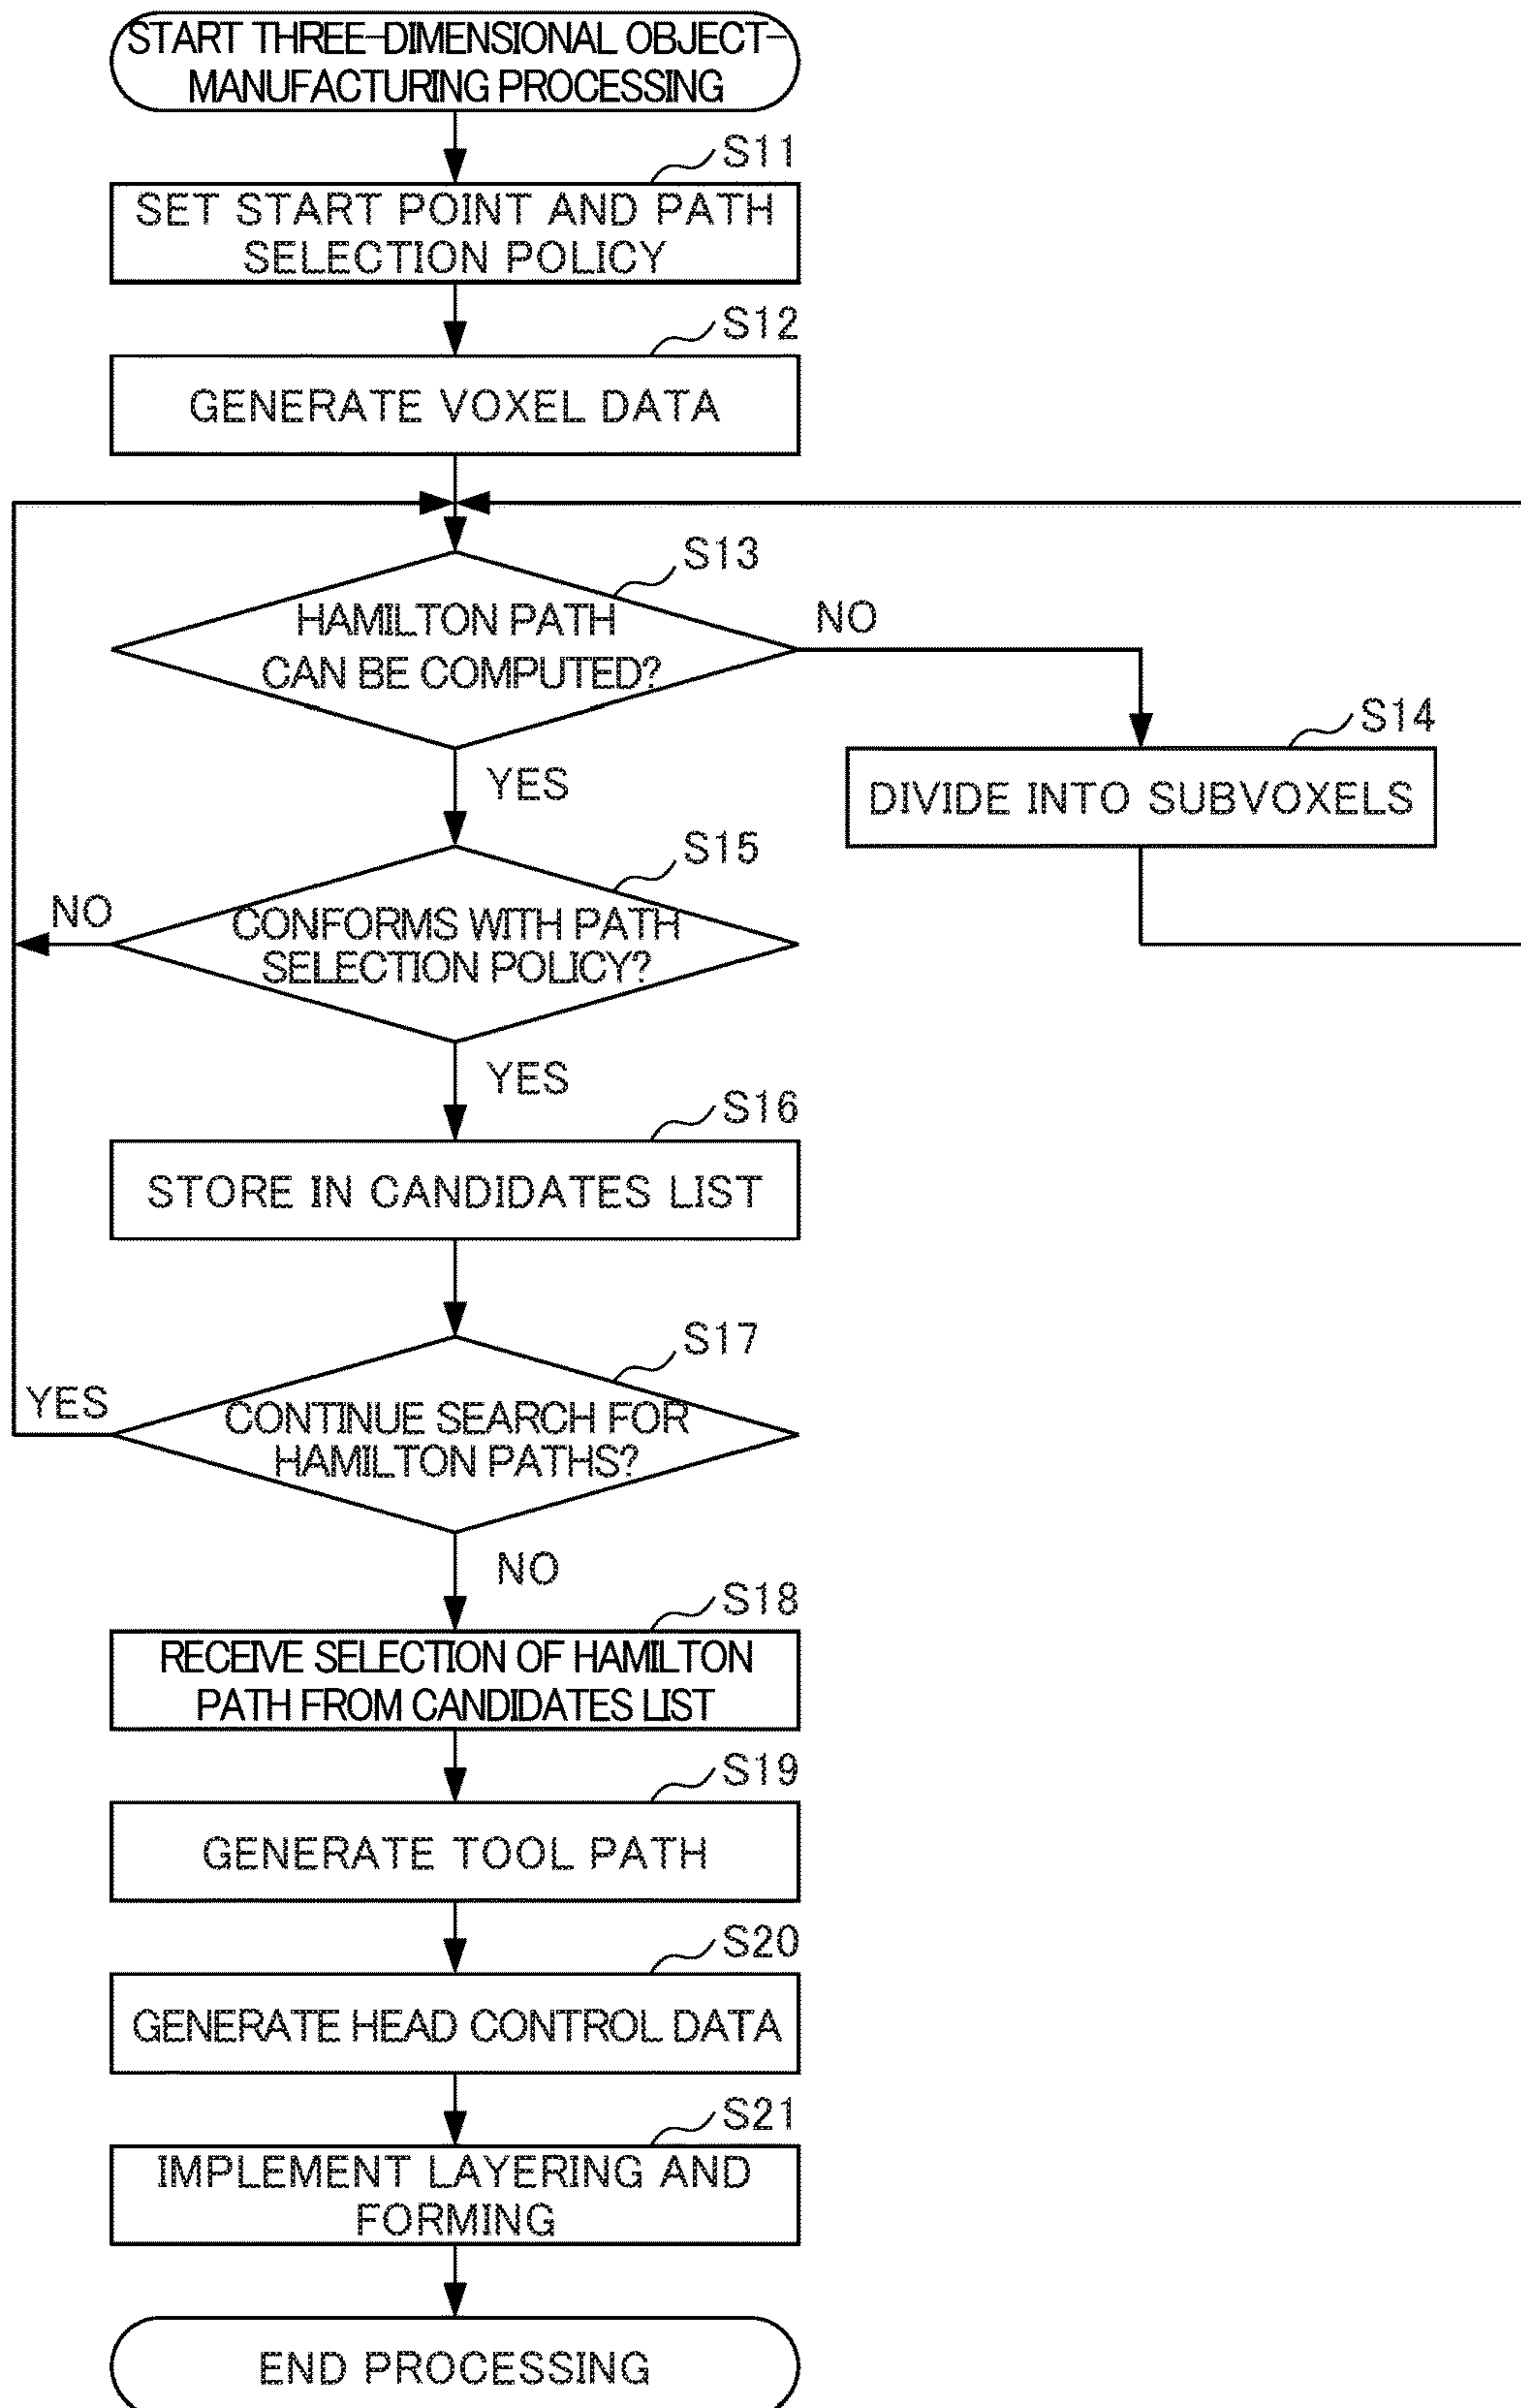 START THREE-DIMENSIONAL OBJECT-
MANUFACTURING PROCESSING
S11
SET START POINT AND PATH
SELECTION POLICY
S12
GENERATE VOXEL DATA
S13
HAMILTON PATH
CAN BE COMPUTED?
NO
S14
DIVIDE INTO SUBVOXELS
YES
S15
NO
CONFORMS WITH PATH
SELECTION POLICY?
YES
S16
STORE IN CANDIDATES LIST
S17
YES
CONTINUE SEARCH FOR
HAMILTON PATHS?
NO
S18
RECEIVE SELECTION OF HAMILTON
PATH FROM CANDIDATES LIST
S19
GENERATE TOOL PATH
S20
GENERATE HEAD CONTROL DATA
S21
IMPLEMENT LAYERING AND
FORMING
END PROCESSING